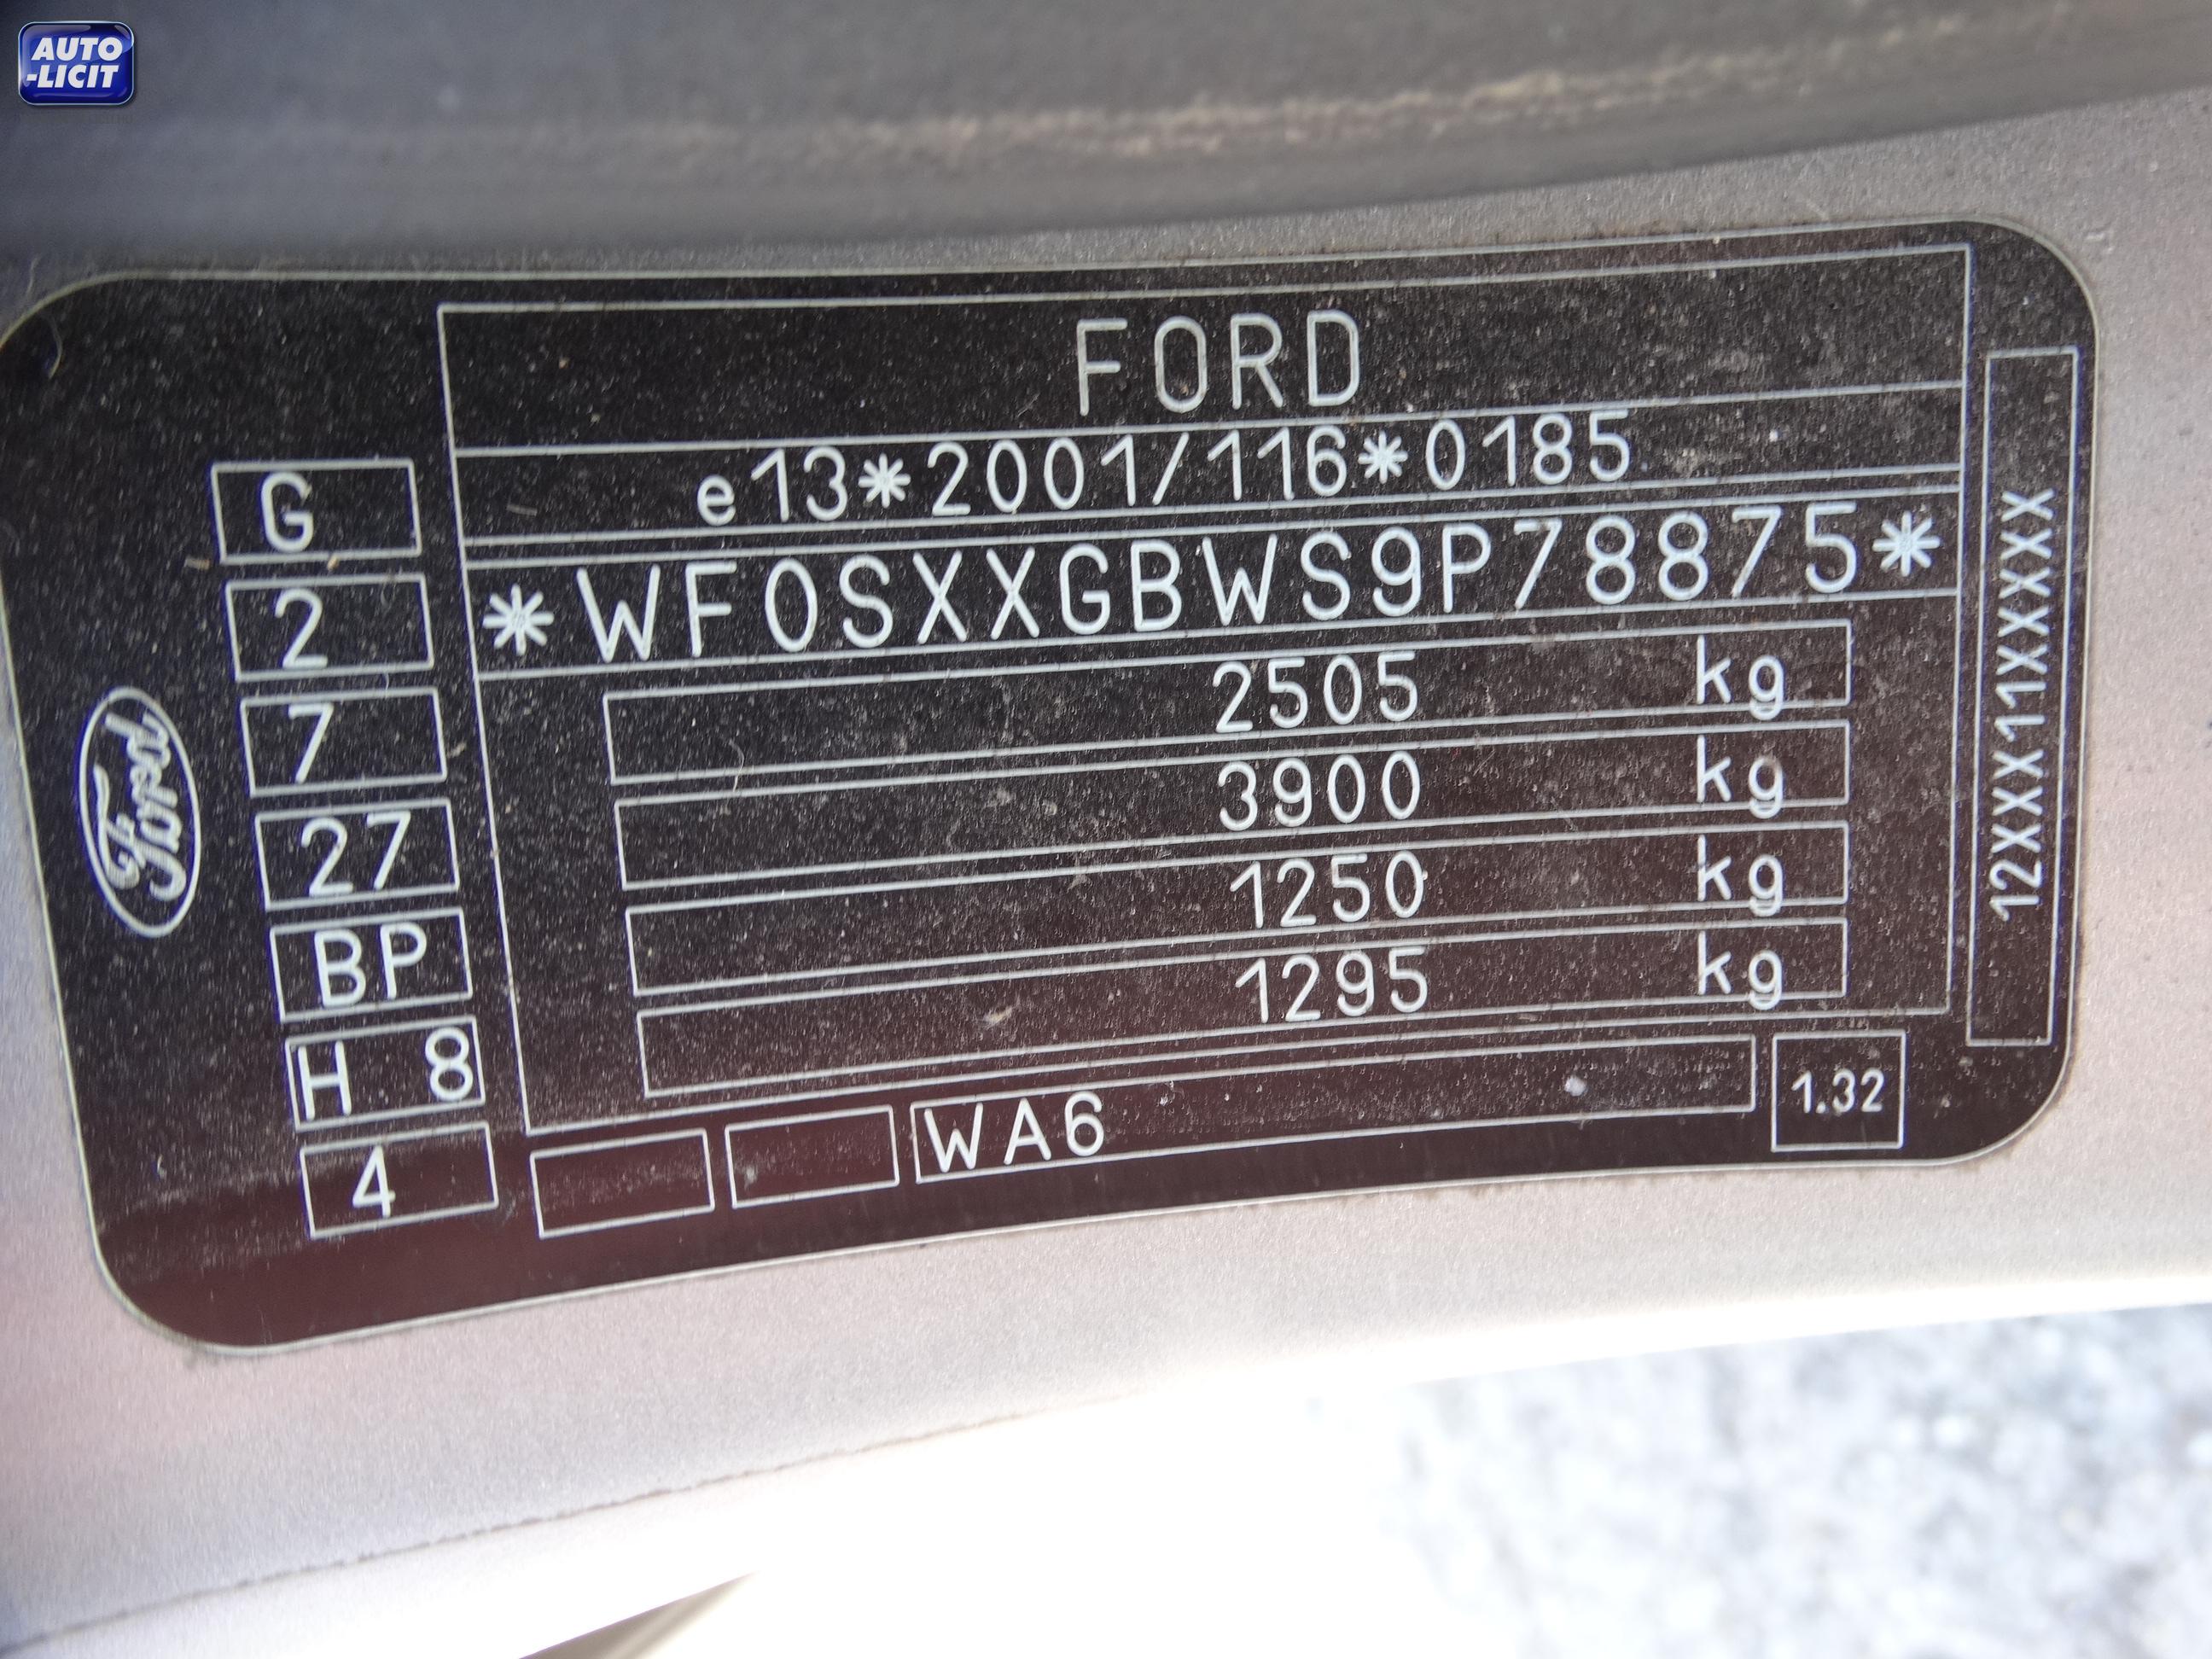 AUTO
-LICIT
FORD
e13*2001/116*0185
*WF0SXXGBWS9P78875*
2505 kg
3900 kg
1250 kg
1295 kg
G
2
7
27
BP
H 8
4
WA6
1.32
12XXX11XXXXX
Ford